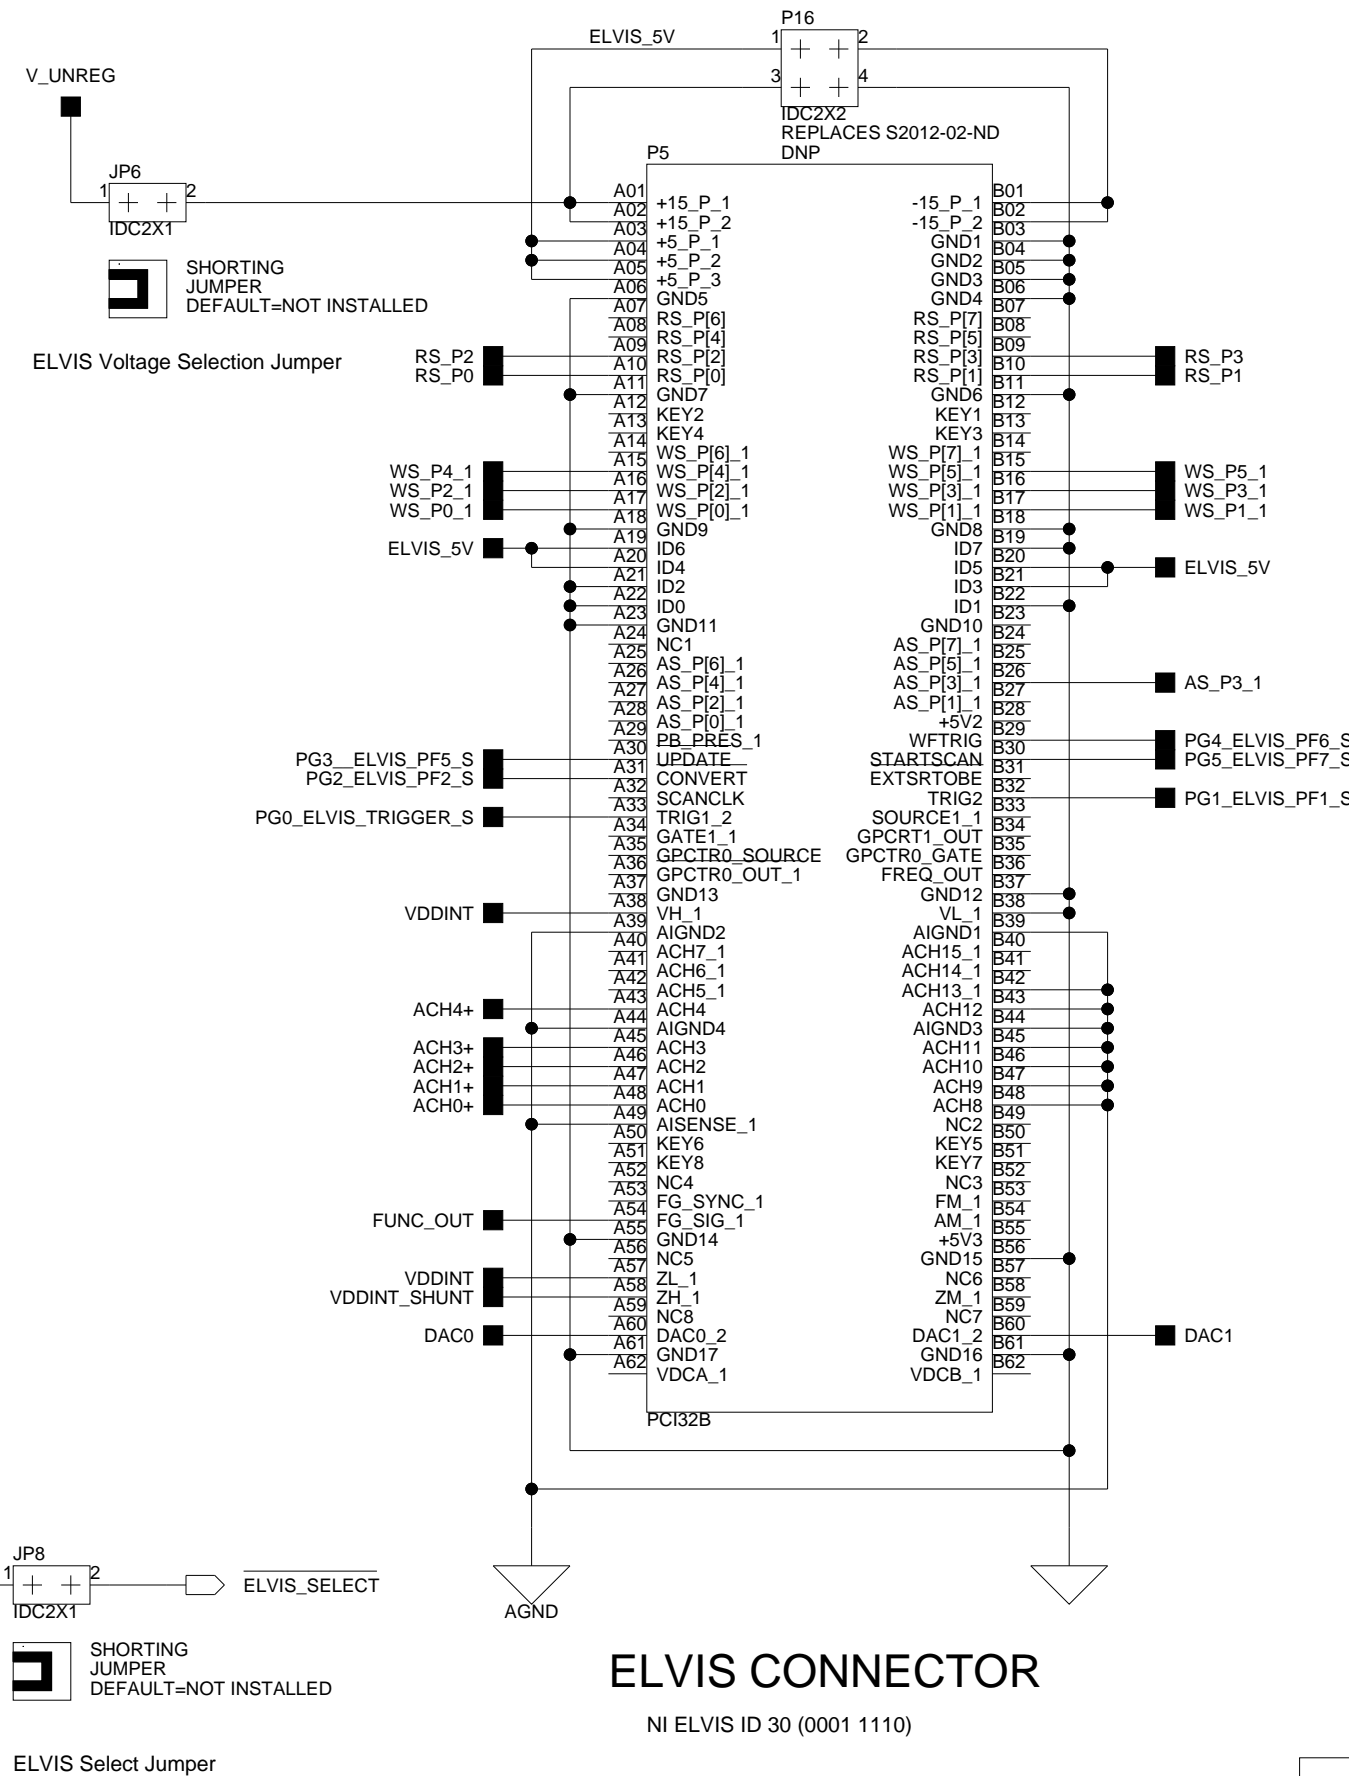 P16
ELVIS_5V
1 2
3 4
IDC2X2
REPLACES S2012-02-ND
DNP
V_UNREG
JP6
1 2
IDC2X1
SHORTING
JUMPER
DEFAULT=NOT INSTALLED
ELVIS Voltage Selection Jumper
P5
A01 +15_P_1 -15_P_1 B01
A02 +15_P_2 -15_P_2 B02
A03 +5_P_1 GND1 B03
A04 +5_P_2 GND2 B04
A05 +5_P_3 GND3 B05
A06 GND5 GND4 B06
A07 RS_P[6] RS_P[7] B07
A08 RS_P[4] RS_P[5] B08
RS_P2 A09 RS_P[2] RS_P[3] B09 RS_P3
RS_P0 A10 RS_P[0] RS_P[1] B10 RS_P1
A11 GND7 GND6 B11
A12 KEY2 KEY1 B12
A13 KEY4 KEY3 B13
A14 WS_P[6]_1 WS_P[7]_1 B14
WS_P4_1 A15 WS_P[4]_1 WS_P[5]_1 B15 WS_P5_1
WS_P2_1 A16 WS_P[2]_1 WS_P[3]_1 B16 WS_P3_1
WS_P0_1 A17 WS_P[0]_1 WS_P[1]_1 B17 WS_P1_1
A18 GND9 GND8 B18
ELVIS_5V A19 ID6 ID7 B19
A20 ID4 ID5 B20 ELVIS_5V
A21 ID2 ID3 B21
A22 ID0 ID1 B22
A23 GND11 GND10 B23
A24 NC1 AS_P[7]_1 B24
A25 AS_P[6]_1 AS_P[5]_1 B25
A26 AS_P[4]_1 AS_P[3]_1 B26 AS_P3_1
A27 AS_P[2]_1 AS_P[1]_1 B27
A28 AS_P[0]_1 +5V2 B28
A29 PB_PRES_1 WFTRIG B29 PG4_ELVIS_PF6_S
PG3__ELVIS_PF5_S A30 UPDATE STARTSCAN B30 PG5_ELVIS_PF7_S
PG2_ELVIS_PF2_S A31 CONVERT EXTSRTOBE B31
A32 SCANCLK TRIG2 B32 PG1_ELVIS_PF1_S
PG0_ELVIS_TRIGGER_S A33 TRIG1_2 SOURCE1_1 B33
A34 GATE1_1 GPCRT1_OUT B34
A35 GPCTR0_SOURCE GPCTR0_GATE B35
A36 GPCTR0_OUT_1 FREQ_OUT B36
A37 GND13 GND12 B37
VDDINT A38 VH_1 VL_1 B38
A39 AIGND2 AIGND1 B39
A40 ACH7_1 ACH15_1 B40
A41 ACH6_1 ACH14_1 B41
A42 ACH5_1 ACH13_1 B42
ACH4+ A43 ACH4 ACH12 B43
A44 AIGND4 AIGND3 B44
ACH3+ A45 ACH3 ACH11 B45
ACH2+ A46 ACH2 ACH10 B46
ACH1+ A47 ACH1 ACH9 B47
ACH0+ A48 ACH0 ACH8 B48
A49 AISENSE_1 NC2 B49
A50 KEY6 KEY5 B50
A51 KEY8 KEY7 B51
A52 NC4 NC3 B52
A53 FG_SYNC_1 FM_1 B53
FUNC_OUT A54 FG_SIG_1 AM_1 B54
A55 GND14 +5V3 B55
A56 NC5 GND15 B56
VDDINT A57 ZL_1 NC6 B57
VDDINT_SHUNT A58 ZH_1 ZM_1 B58
A59 NC8 NC7 B59
DAC0 A60 DAC0_2 DAC1_2 B60 DAC1
A61 GND17 GND16 B61
A62 VDCA_1 VDCB_1 B62
PCI32B
JP8
1 2
IDC2X1
ELVIS_SELECT
AGND
SHORTING
JUMPER
DEFAULT=NOT INSTALLED
ELVIS CONNECTOR
NI ELVIS ID 30 (0001 1110)
ELVIS Select Jumper